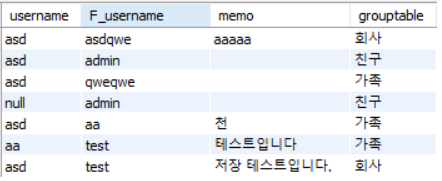 username F_username memo grouptable
asd asdqwe aaaaa 회사
asd admin 친구
asd qweqwe 가족
null admin 친구
asd aa 천 가족
aa test 테스트입니다 가족
asd test 저장 테스트입니다, 회사